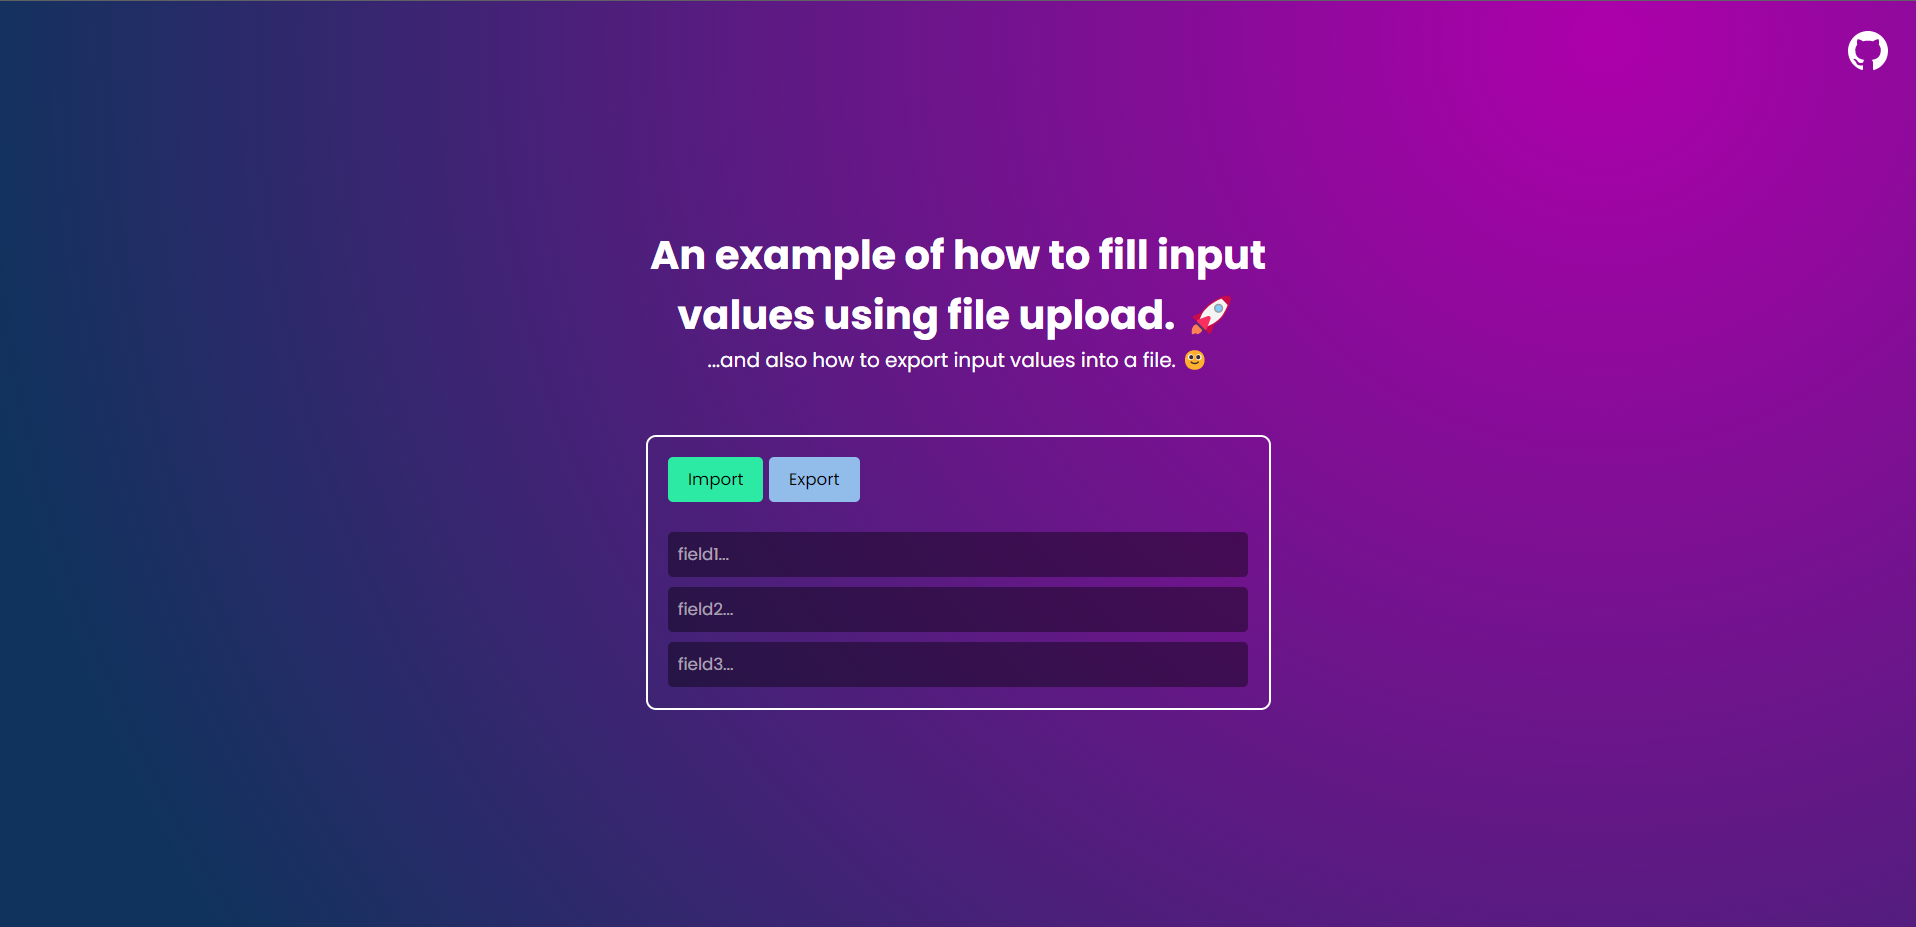 An example of how to fill input
values using file upload. 🚀
...and also how to export input values into a file. 🙂
Import Export
field1...
field2...
field3...